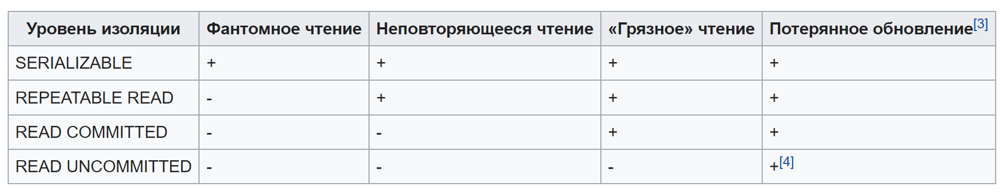 Уровень изоляции Фантомное чтение Неповторяющееся чтение «Грязное» чтение Потерянное обновление[3]
SERIALIZABLE + + + +
REPEATABLE READ - + + +
READ COMMITTED - - + +
READ UNCOMMITTED - - - +[4]